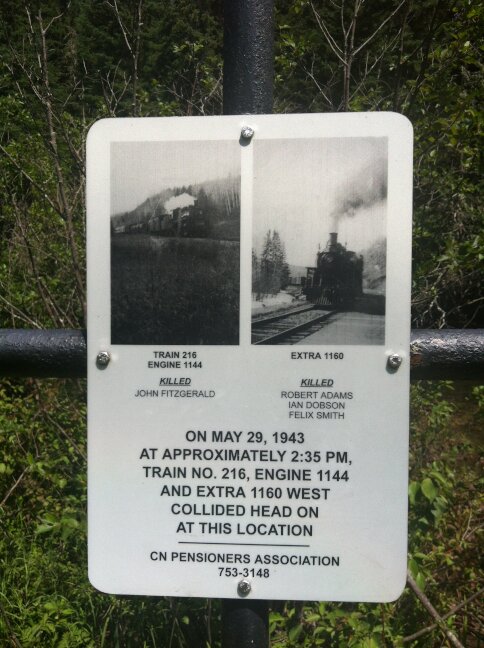 TRAIN 216
ENGINE 1144
KILLED
JOHN FITZGERALD
EXTRA 1160
KILLED
ROBERT ADAMS
IAN DOBSON
FELIX SMITH
ON MAY 29, 1943
AT APPROXIMATELY 2:35 PM,
TRAIN NO. 216, ENGINE 1144
AND EXTRA 1160 WEST
COLLIDED HEAD ON
AT THIS LOCATION
CN PENSIONERS ASSOCIATION
753-3148